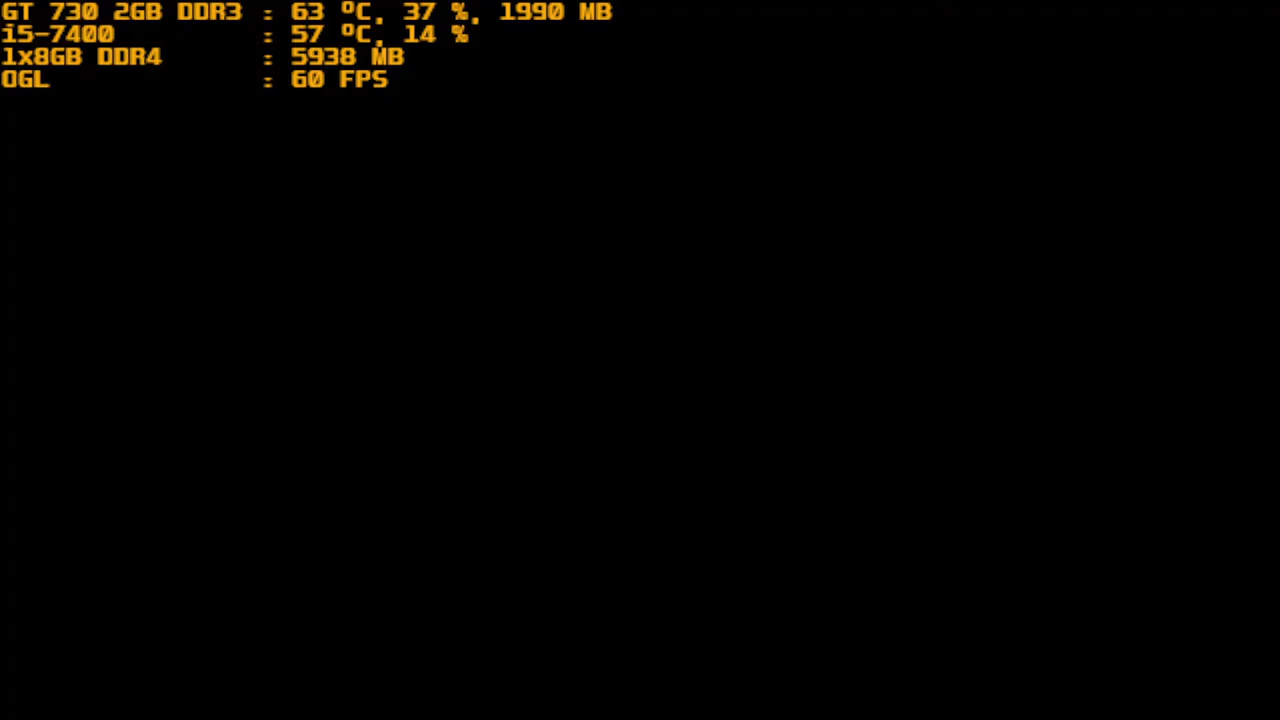 GT 730 2GB DDR3 : 63 ºC, 37 %, 1990 MB
i5-7400 : 57 ºC, 14 %
1x8GB DDR4 : 5938 MB
OGL : 60 FPS